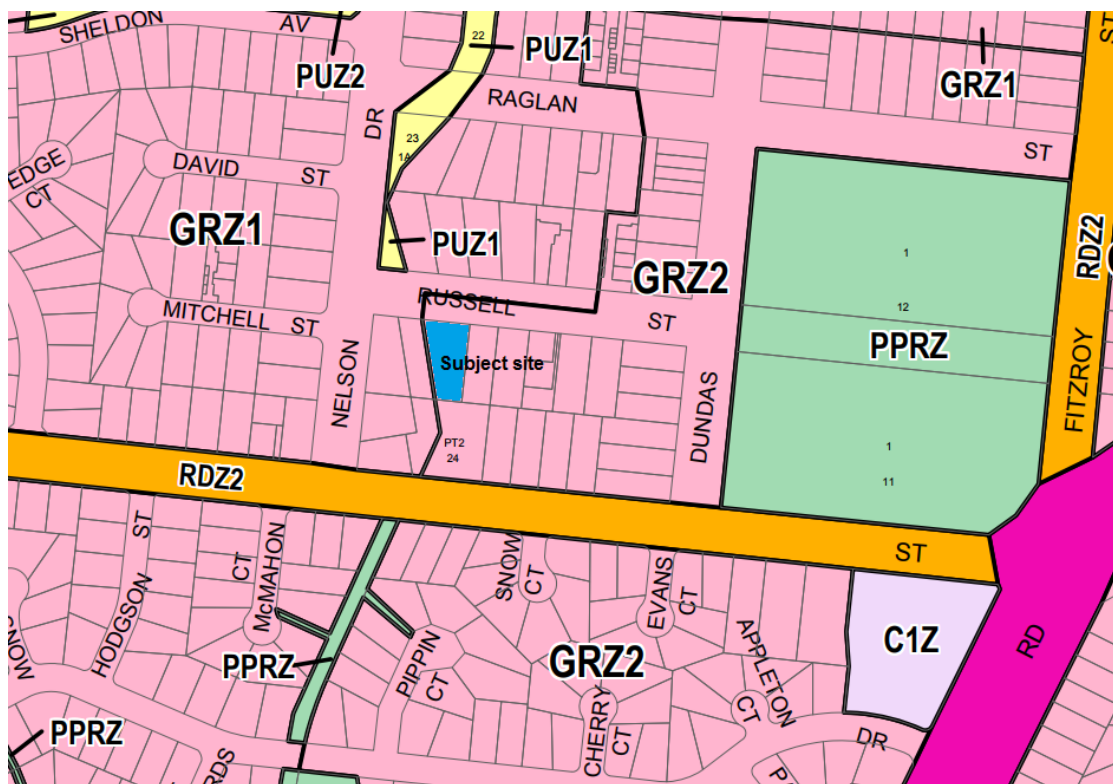 SHELDON AV
PUZ2
22
PUZ1
GRZ1
ST
RAGLAN ST
DR
23
1A
EDGE CT
DAVID ST
GRZ1
PUZ1
GRZ2
RDZ2
1
12
PPRZ
RUSSELL ST
MITCHELL ST
Subject site
NELSON
DUNDAS
FITZROY
PT2
24
1
11
RDZ2
ST
HODGSON ST
McMAHON CT
SNOW CT
EVANS CT
APPLETON CT
C1Z
RD
PPRZ
PIPPIN CT
GRZ2
CHERRY CT
DR
PPRZ